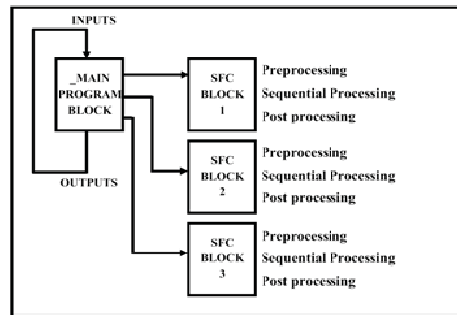 INPUTS
_MAIN
PROGRAM
BLOCK
OUTPUTS
SFC
BLOCK
1
Preprocessing
Sequential Processing
Post processing
SFC
BLOCK
2
Preprocessing
Sequential Processing
Post processing
SFC
BLOCK
3
Preprocessing
Sequential Processing
Post processing